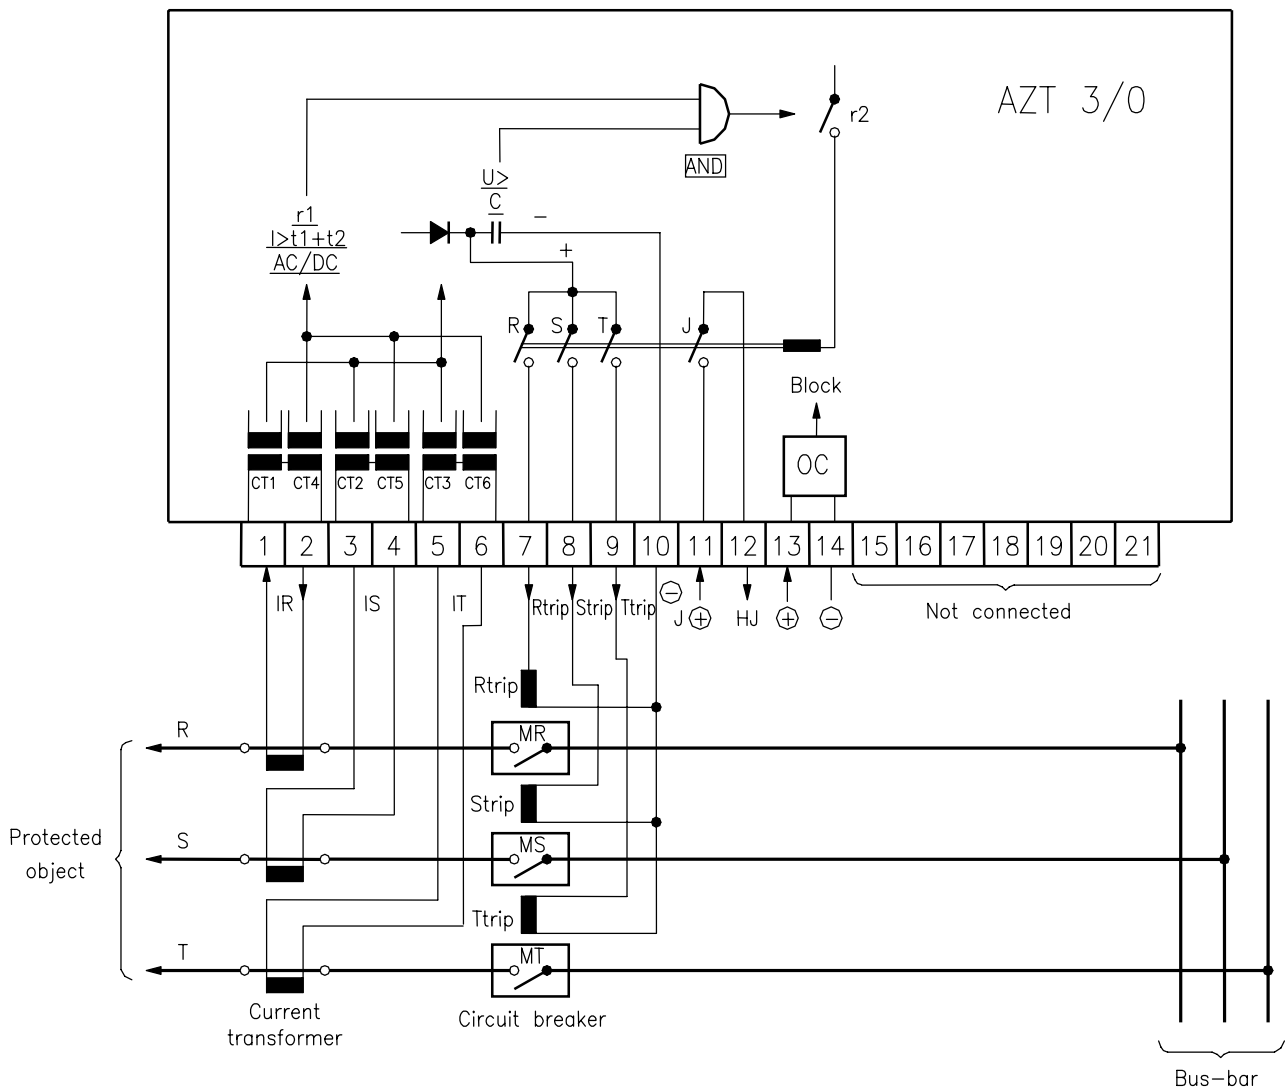 AZT 3/0
r2
AND
U>
C
−
r1
I>t1+t2
AC/DC
+
R
S
T
J
Block
OC
CT1
CT4
CT2
CT5
CT3
CT6
1 2 3 4 5 6 7 8 9 10 11 12 13 14 15 16 17 18 19 20 21
IR
IS
IT
Rtrip
Strip
Ttrip
−
J +
HJ
+
−
Not connected
Rtrip
R
MR
Strip
Protected
object
S
MS
Ttrip
T
MT
Current
transformer
Circuit breaker
Bus-bar